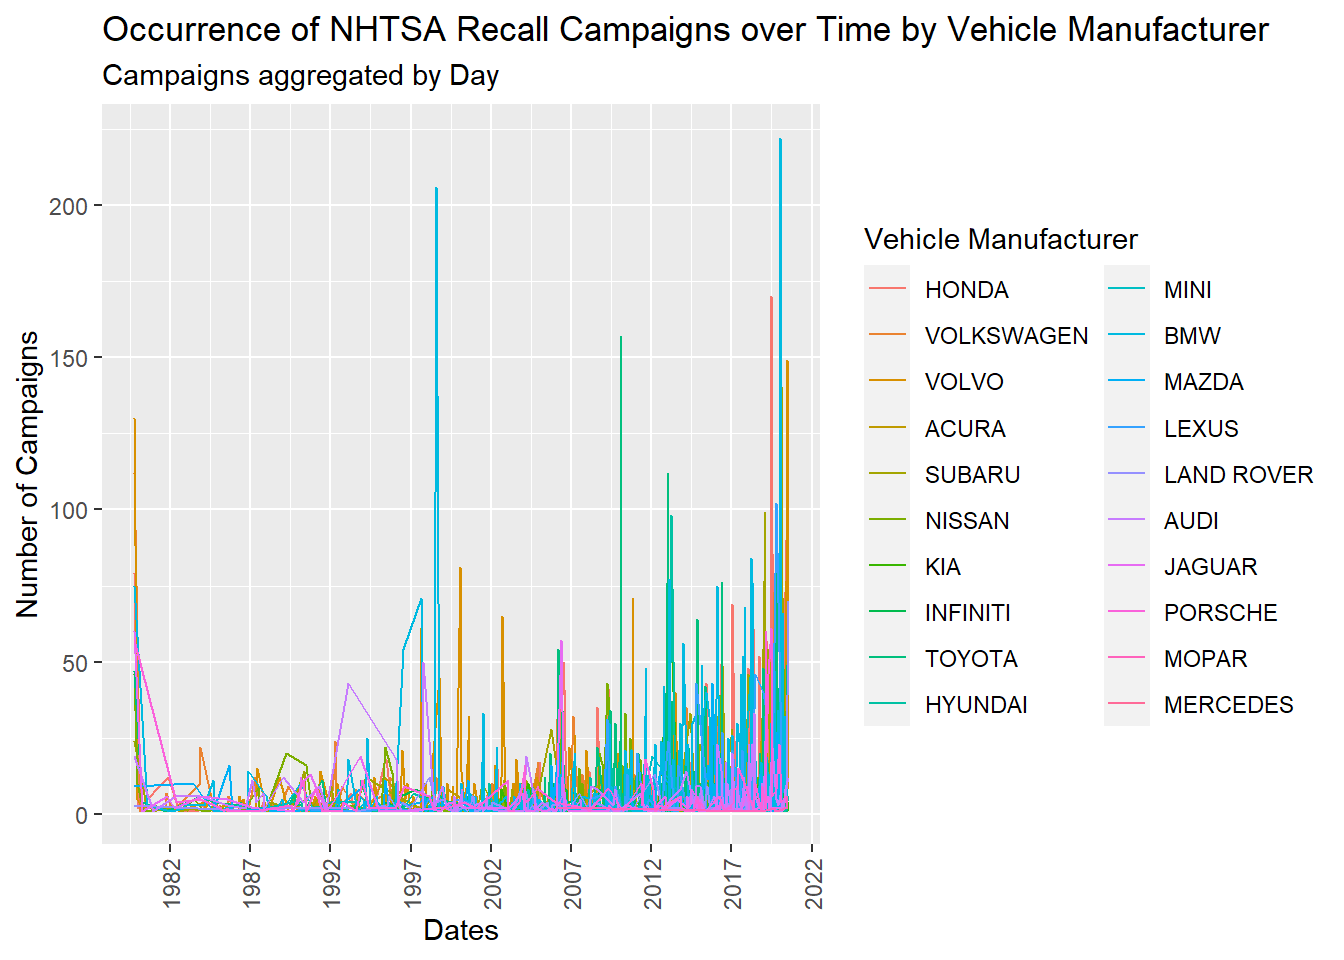 Occurrence of NHTSA Recall Campaigns over Time by Vehicle Manufacturer
Campaigns aggregated by Day
Number of Campaigns
200
150
100
50
0
1982
1987
1992
1997
2002
2007
2012
2017
2022
Dates
Vehicle Manufacturer
HONDA
VOLKSWAGEN
VOLVO
ACURA
SUBARU
NISSAN
KIA
INFINITI
TOYOTA
HYUNDAI
MINI
BMW
MAZDA
LEXUS
LAND ROVER
AUDI
JAGUAR
PORSCHE
MOPAR
MERCEDES